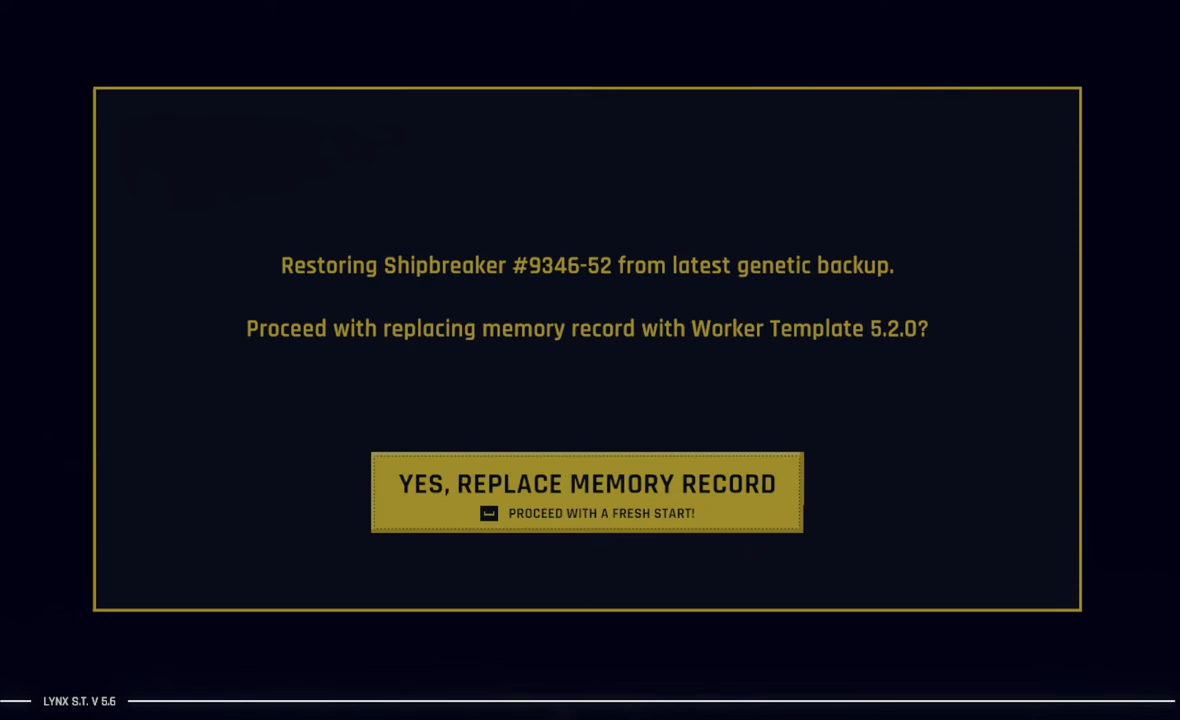 Restoring Shipbreaker #9346-52 from latest genetic backup.
Proceed with replacing memory record with Worker Template 5.2.0?
YES, REPLACE MEMORY RECORD
PROCEED WITH A FRESH START!
LYNX S.T. V 5.6